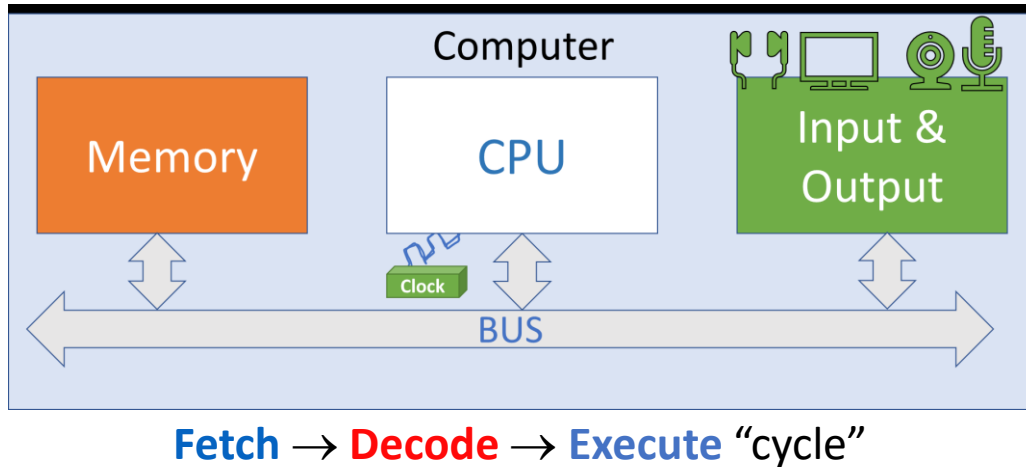 Computer
Memory
CPU
Input &
Output
Clock
BUS
Fetch → Decode → Execute “cycle”